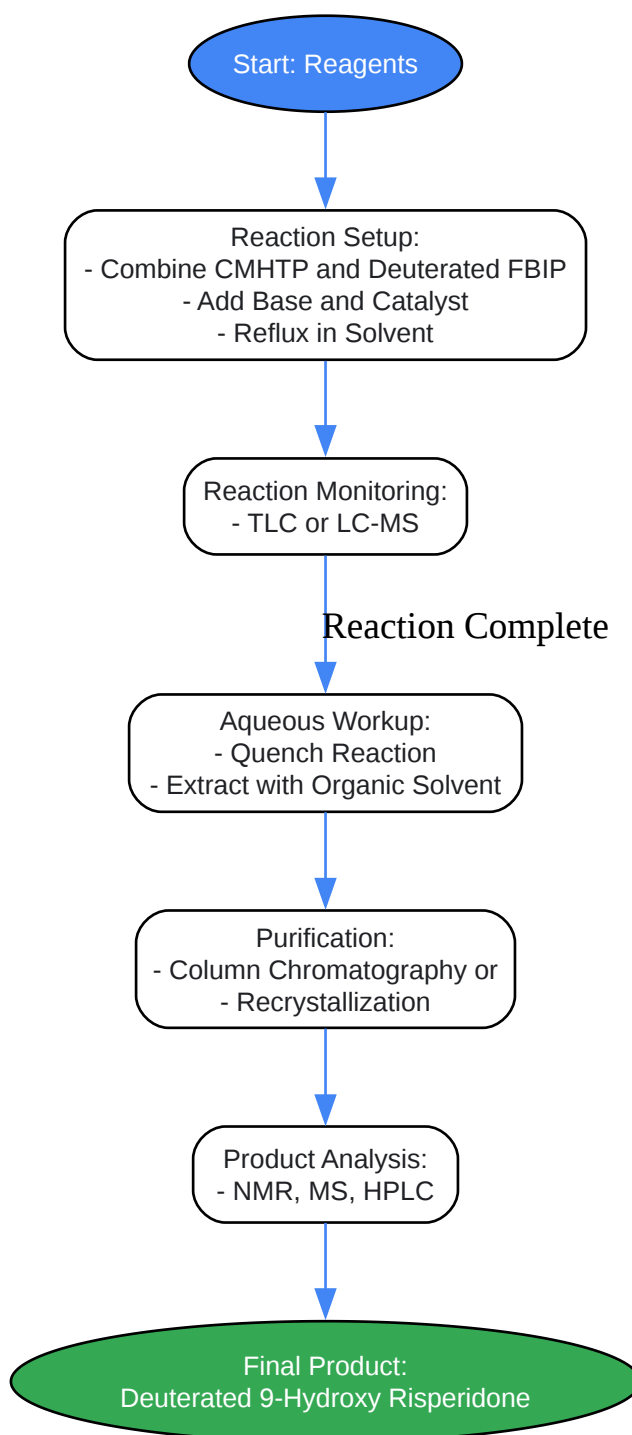 Start: Reagents
Reaction Setup:
- Combine CMHTP and Deuterated FBIP
- Add Base and Catalyst
- Reflux in Solvent
Reaction Monitoring:
- TLC or LC-MS
Reaction Complete
Aqueous Workup:
- Quench Reaction
- Extract with Organic Solvent
Purification:
- Column Chromatography or
- Recrystallization
Product Analysis:
- NMR, MS, HPLC
Final Product:
Deuterated 9-Hydroxy Risperidone